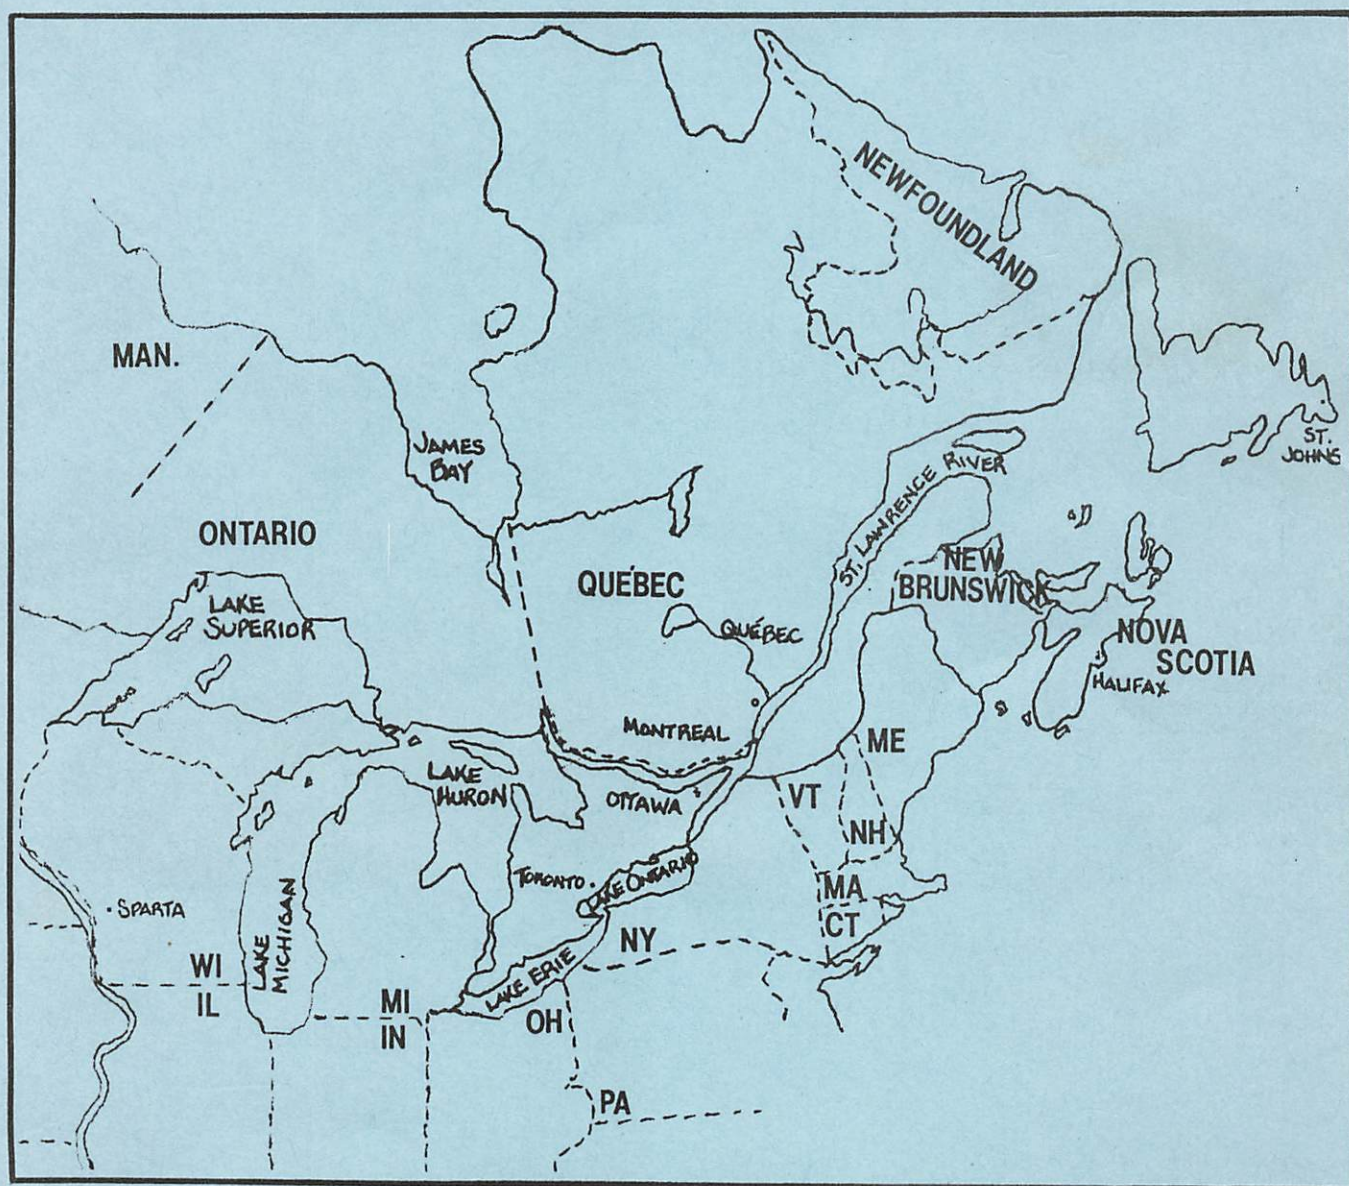 NEWFOUNDLAND
MAN.
JAMES
BAY
ST. LAWRENCE RIVER
ST.
JOHNS
ONTARIO
QUÉBEC
NEW
BRUNSWICK
LAKE
SUPERIOR
QUÉBEC
NOVA
SCOTIA
HALIFAX
MONTREAL
ME
LAKE
HURON
OTTAWA
VT
NH
TORONTO
LAKE ONTARIO
MA
SPARTA
CT
LAKE
MICHIGAN
NY
WI
IL
LAKE ERIE
MI
IN
OH
PA